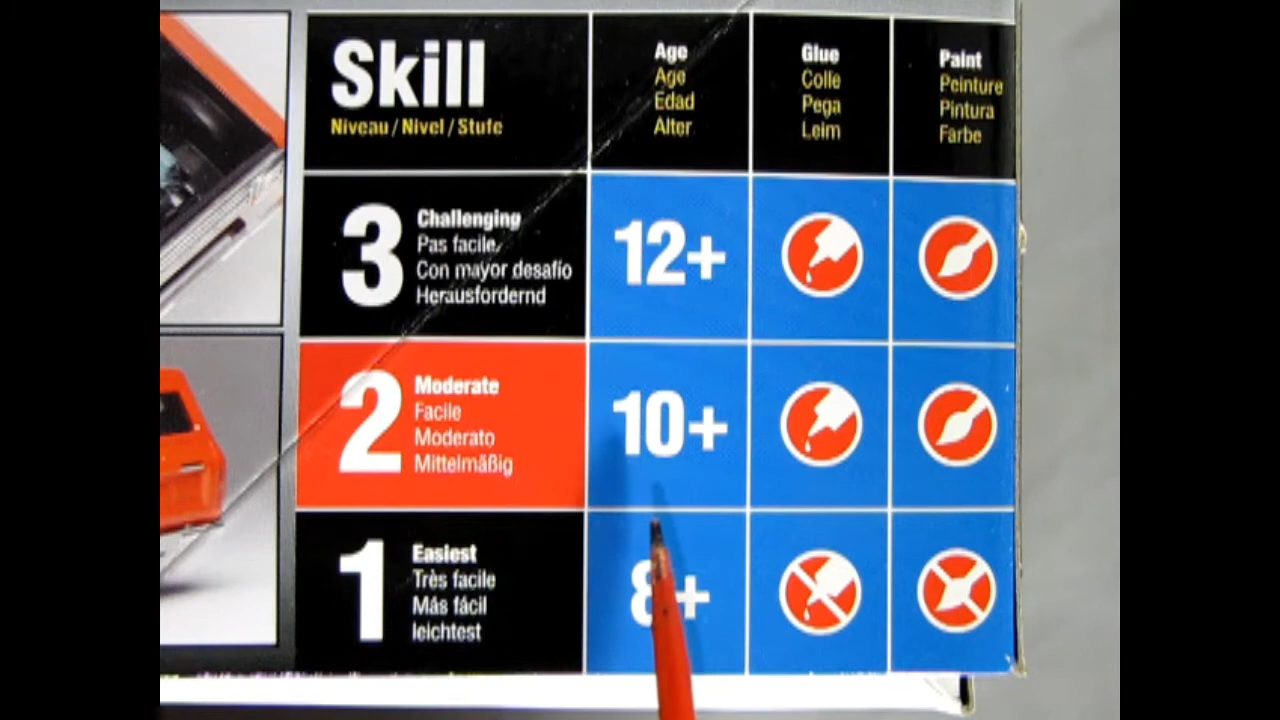 Skill
Niveau / Nivel / Stufe
Age
Age
Edad
Alter
Glue
Colle
Pega
Leim
Paint
Peinture
Pintura
Farbe
3
Challenging
Pas facile
Con mayor desafío
Herausfordernd
12+
2
Moderate
Facile
Moderato
Mittelmäßig
10+
1
Easiest
Très facile
Más fácil
leichtest
8+